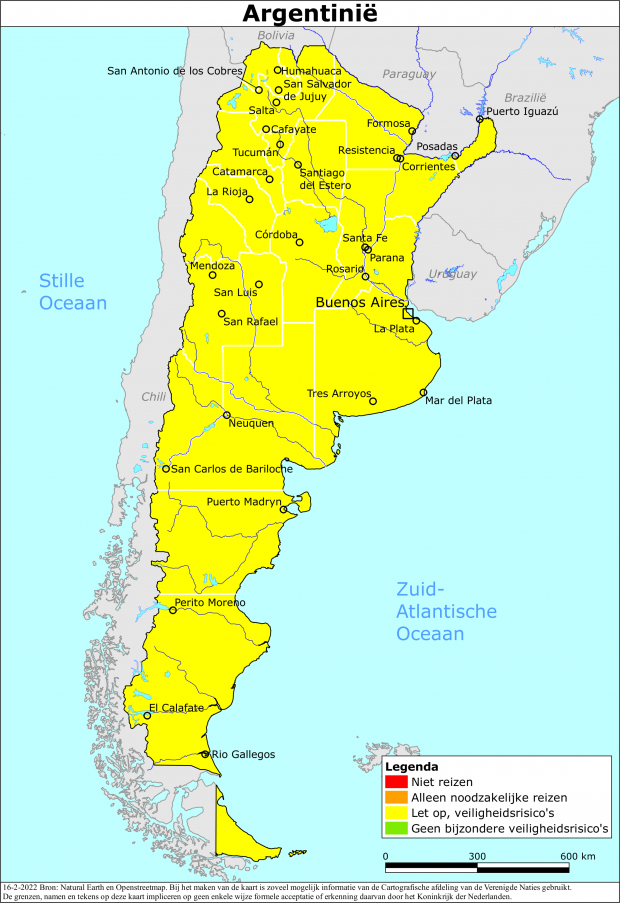 Argentinië
Bolivia
San Antonio de los Cobres
Humahuaca
Paraguay
San Salvador
de Jujuy
Brazilië
Salta
Puerto Iguazú
Cafayate
Formosa
Tucumán
Resistencia
Posadas
Corrientes
Catamarca
Santiago
del Estero
La Rioja
Córdoba
Santa Fe
Parana
Mendoza
Rosario
Uruguay
Stille
Oceaan
San Luis
Buenos Aires
San Rafael
La Plata
Chili
Tres Arroyos
Mar del Plata
Neuquen
San Carlos de Bariloche
Puerto Madryn
Zuid-
Atlantische
Oceaan
Perito Moreno
El Calafate
Rio Gallegos
Legenda
Niet reizen
Alleen noodzakelijke reizen
Let op, veiligheidsrisico's
Geen bijzondere veiligheidsrisico's
0 300 600 km
16-2-2022 Bron: Natural Earth en Openstreetmap. Bij het maken van de kaart is zoveel mogelijk informatie van de Cartografische afdeling van de Verenigde Naties gebruikt.
De grenzen, namen en tekens op deze kaart impliceren op geen enkele wijze formele acceptatie of erkenning daarvan door het Koninkrijk der Nederlanden.